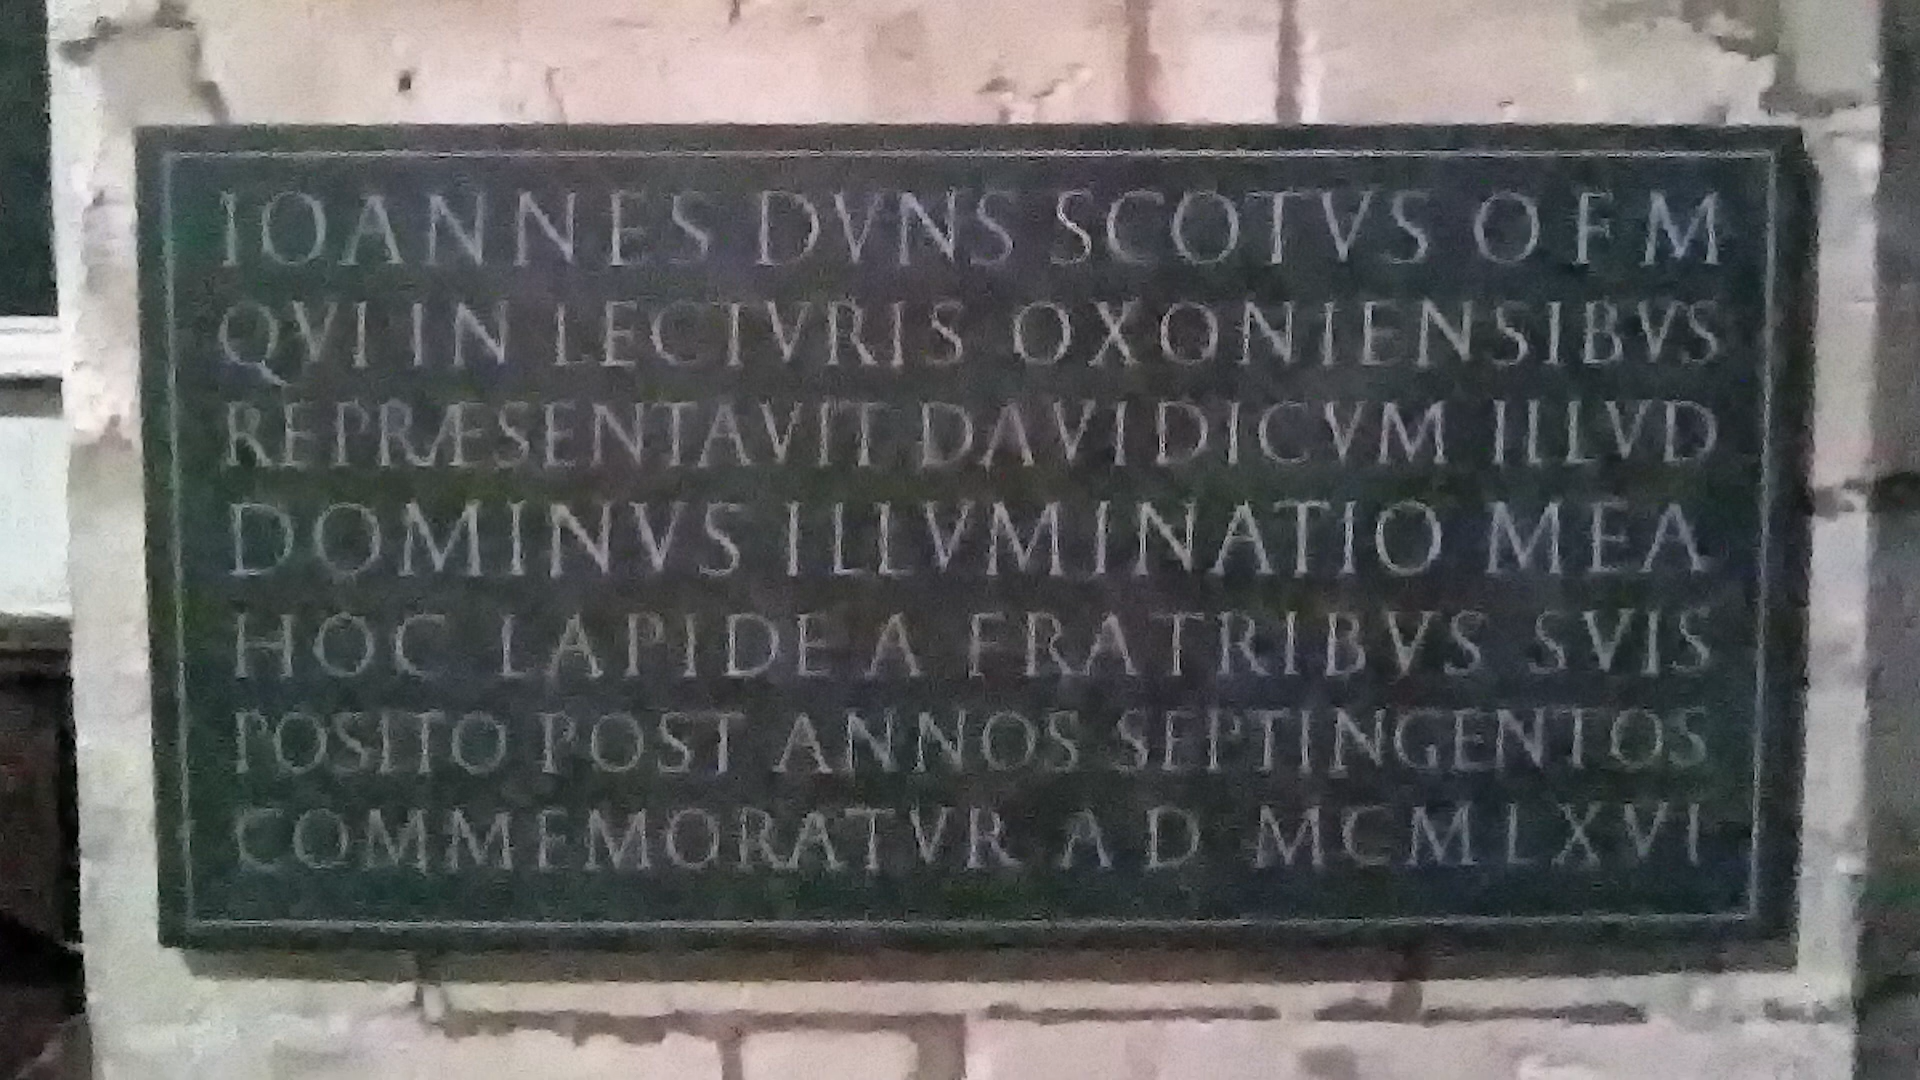 IOANNES DVNS SCOTVS O F M
QVI IN LECTVRIS OXONIENSIBVS
REPRÆSENTAVIT DAVIDICVM ILLVD
DOMINVS ILLVMINATIO MEA
HOC LAPIDE A FRATRIBVS SVIS
POSITO POST ANNOS SEPTINGENTOS
COMMEMORATVR A D MCMLXVI